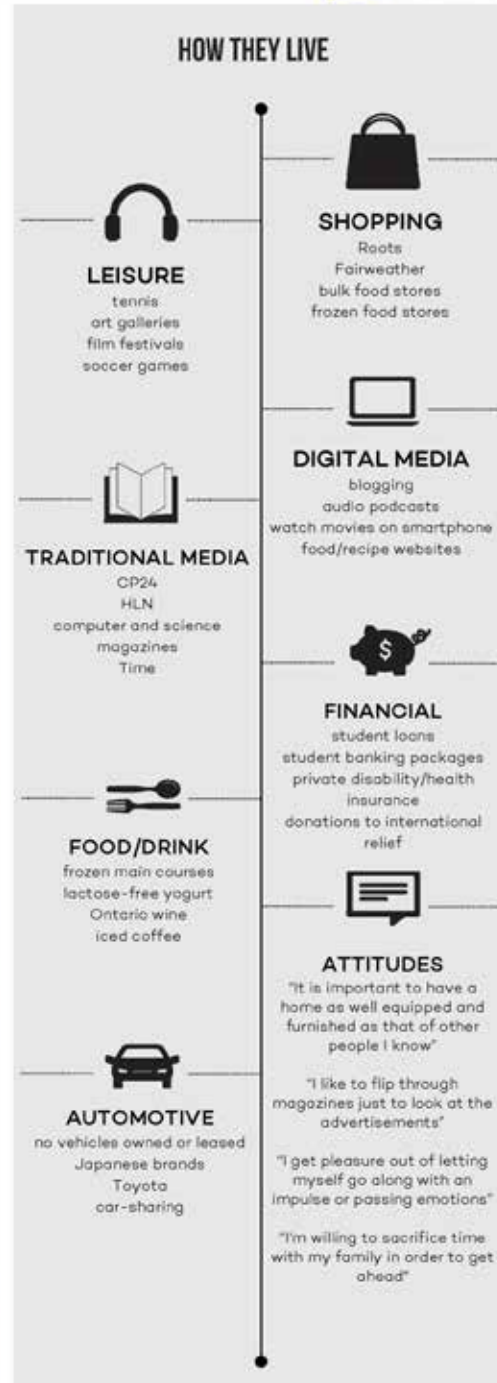 HOW THEY LIVE
SHOPPING
Roots
Fairweather
bulk food stores
frozen food stores
LEISURE
tennis
art galleries
film festivals
soccer games
DIGITAL MEDIA
blogging
audio podcasts
watch movies on smartphone
food/recipe websites
TRADITIONAL MEDIA
CP24
HLN
computer and science
magazines
Time
$
FINANCIAL
student loans
student banking packages
private disability/health
insurance
donations to international
relief
FOOD/DRINK
frozen main courses
lactose-free yogurt
Ontario wine
iced coffee
ATTITUDES
"It is important to have a
home as well equipped and
furnished as that of other
people I know"
"I like to flip through
magazines just to look at the
advertisements"
"I get pleasure out of letting
myself go along with an
impulse or passing emotions"
"I'm willing to sacrifice time
with my family in order to get
ahead"
AUTOMOTIVE
no vehicles owned or leased
Japanese brands
Toyota
car-sharing